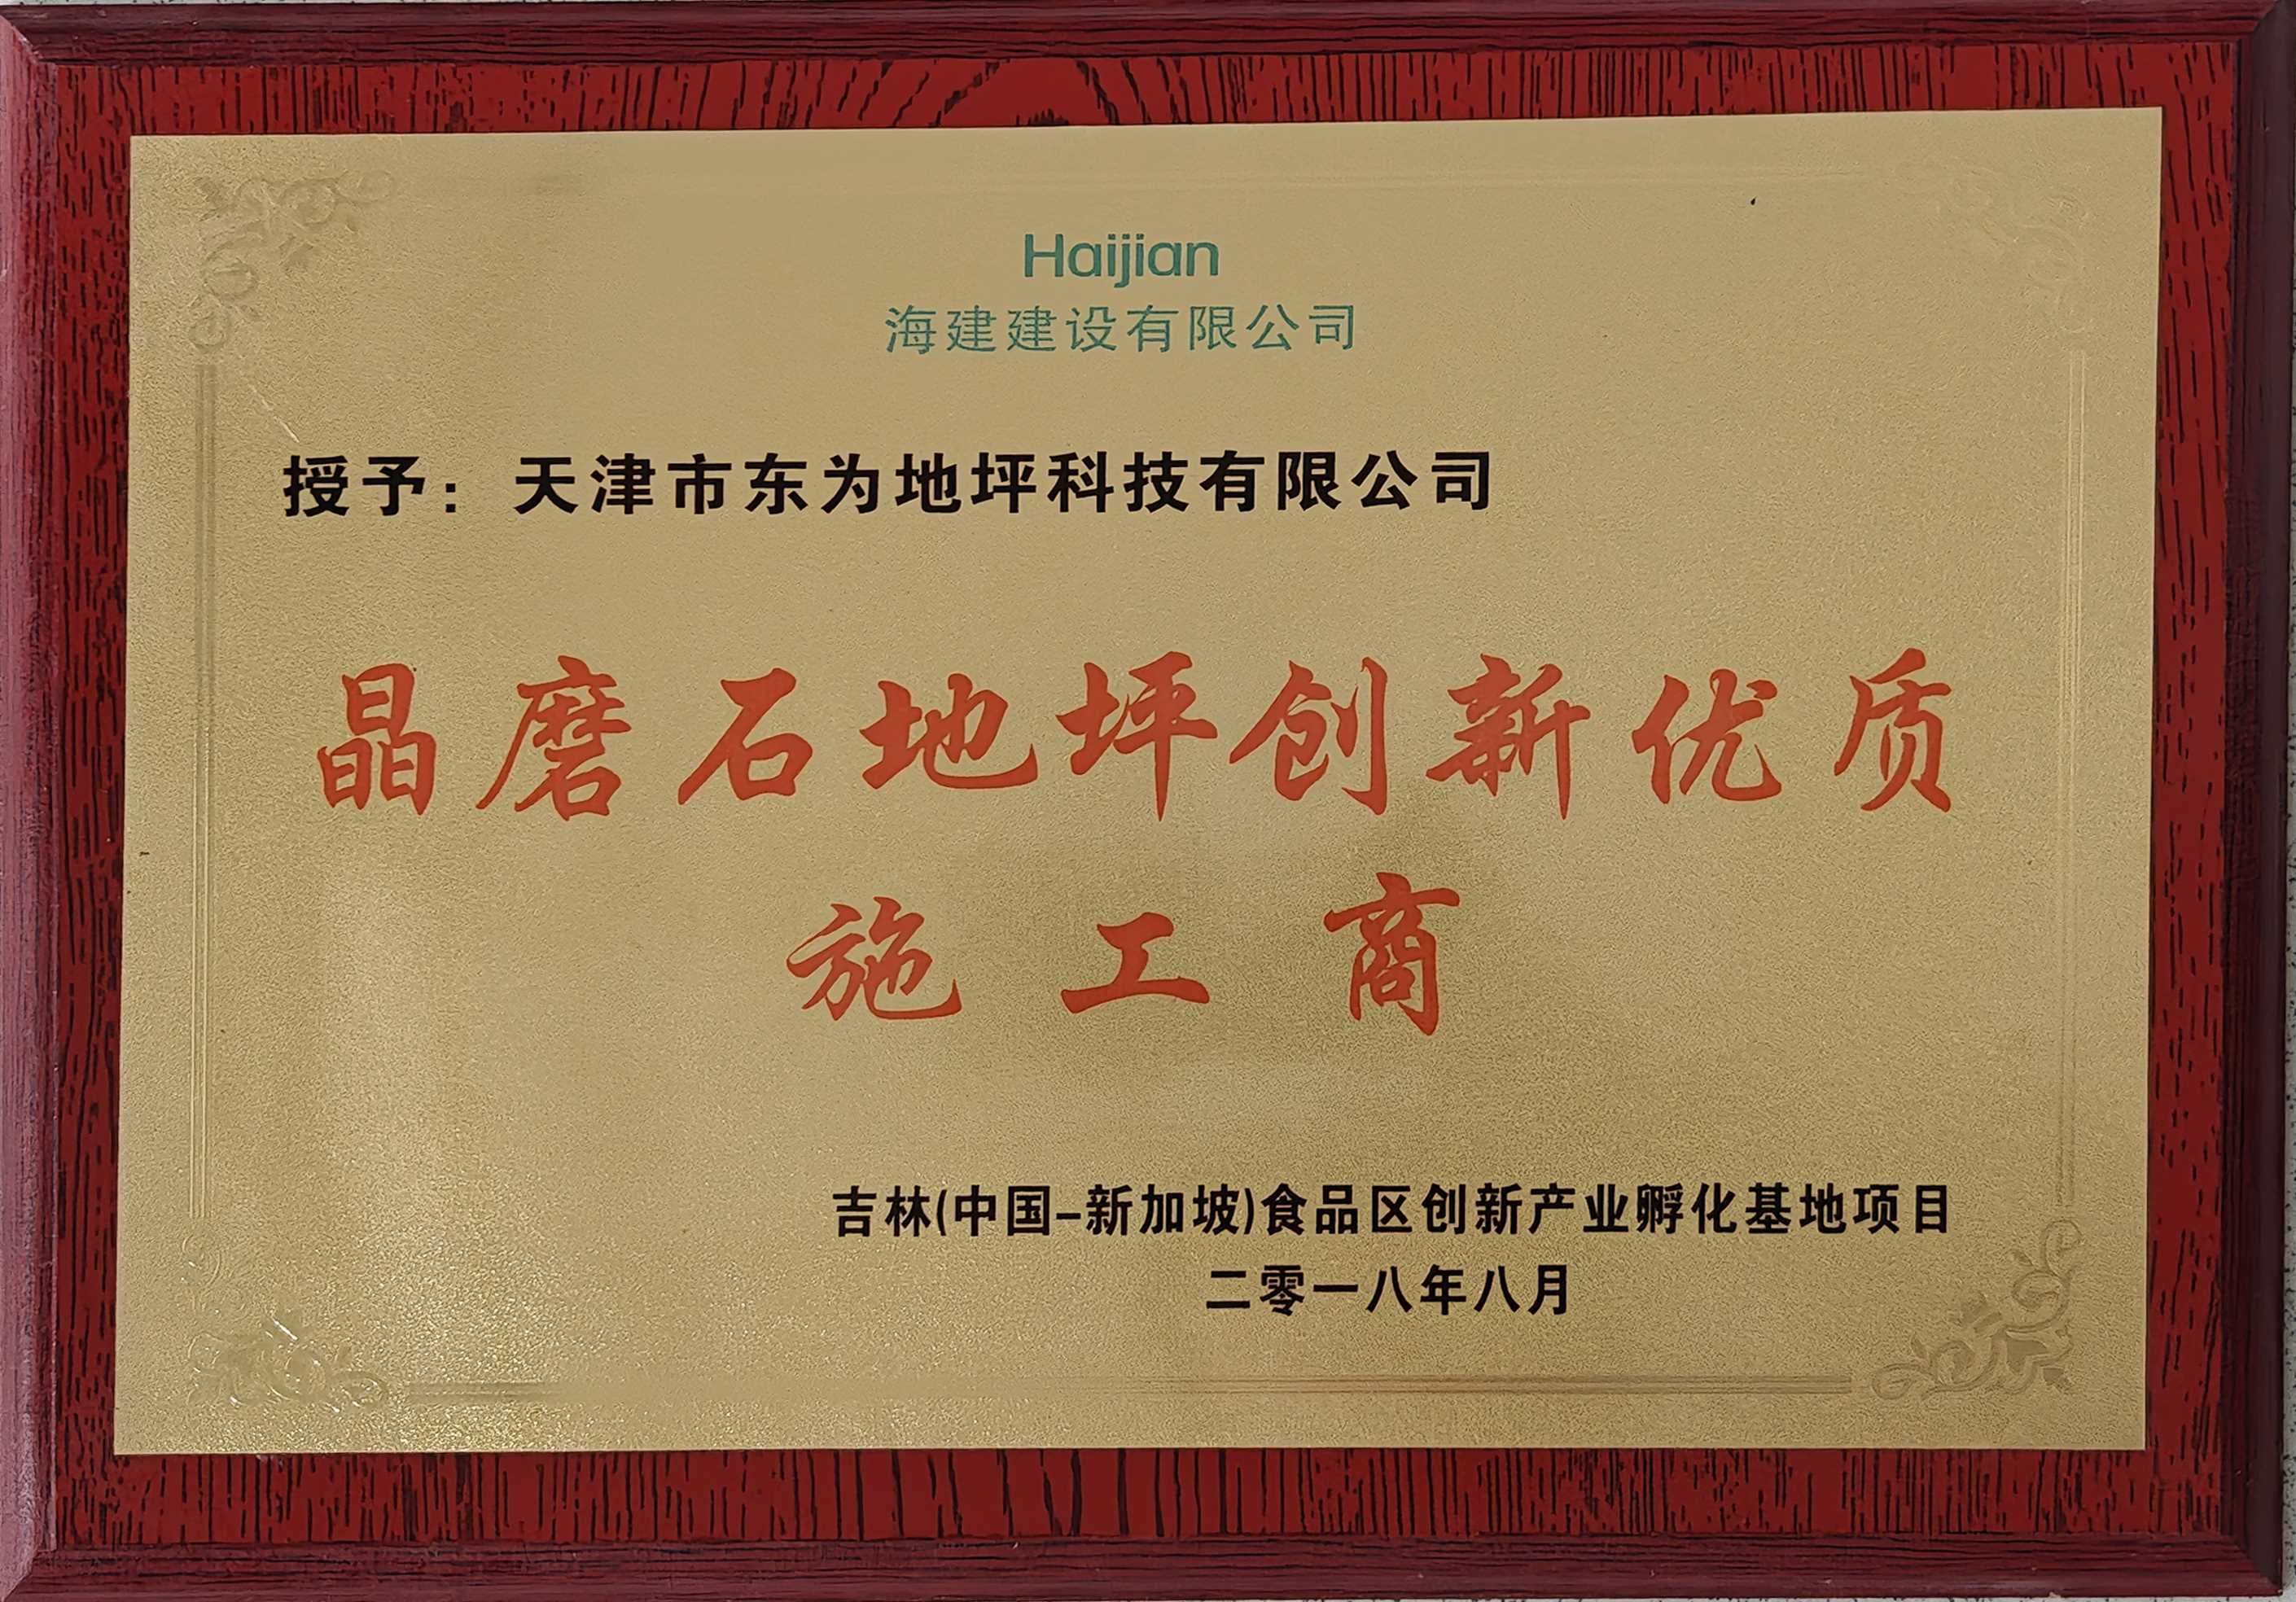 Haijian
海建建设有限公司
授予：天津市东为地坪科技有限公司
晶磨石地坪创新优质
施工商
吉林(中国-新加坡)食品区创新产业孵化基地项目
二零一八年八月